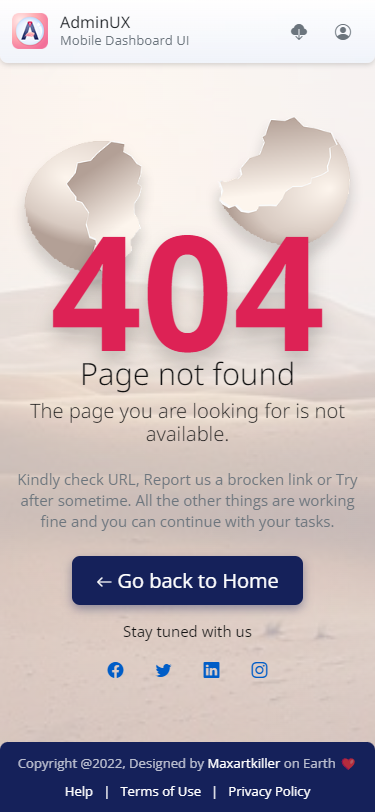 AdminUX
Mobile Dashboard UI
404
Page not found
The page you are looking for is not
available.
Kindly check URL, Report us a brocken link or Try
after sometime. All the other things are working
fine and you can continue with your tasks.
← Go back to Home
Stay tuned with us
Copyright @2022, Designed by Maxartkiller on Earth ❤
Help | Terms of Use | Privacy Policy